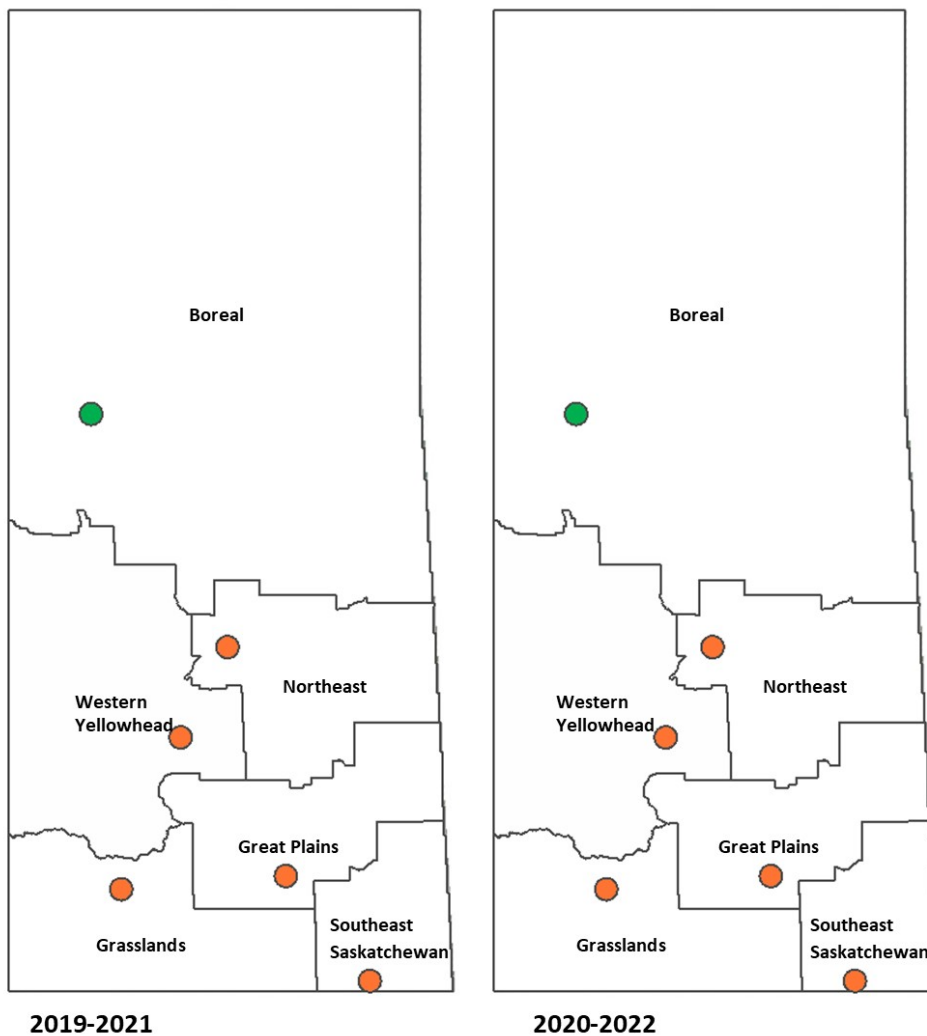 Boreal
Northeast
Western
Yellowhead
Great Plains
Southeast
Saskatchewan
Grasslands
2019-2021
Boreal
Northeast
Western
Yellowhead
Great Plains
Southeast
Saskatchewan
Grasslands
2020-2022